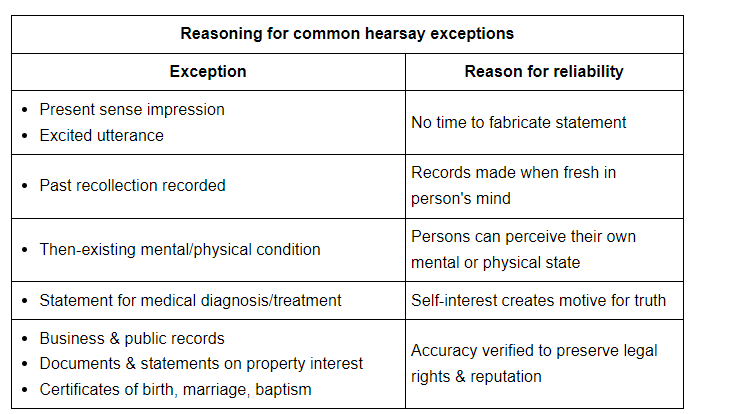 Reasoning for common hearsay exceptions
Exception
Reason for reliability
• Present sense impression
• Excited utterance
No time to fabricate statement
• Past recollection recorded
Records made when fresh in
person's mind
• Then-existing mental/physical condition
Persons can perceive their own
mental or physical state
• Statement for medical diagnosis/treatment
Self-interest creates motive for truth
• Business & public records
• Documents & statements on property interest
• Certificates of birth, marriage, baptism
Accuracy verified to preserve legal
rights & reputation